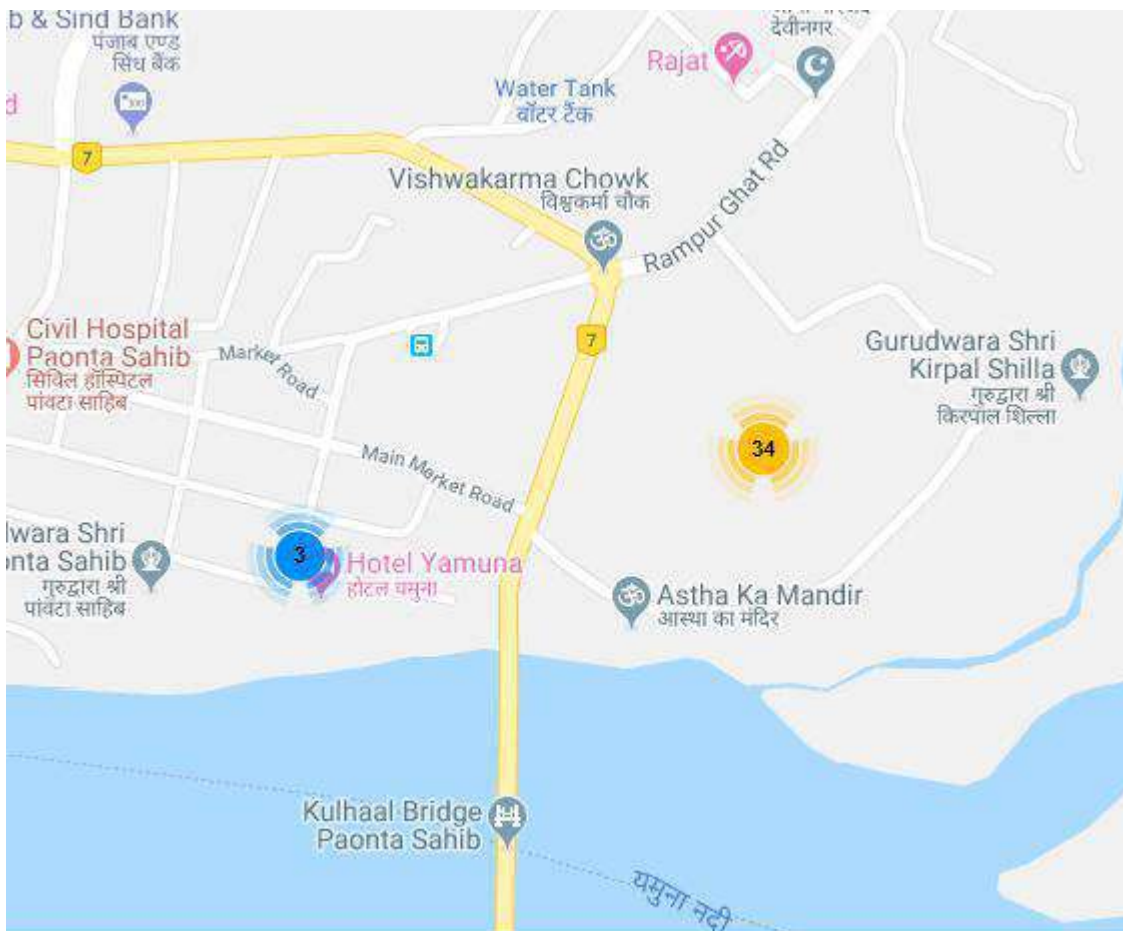 b & Sind Bank
पंजाब एण्ड
सिंध बैंक
देवीनगर
Rajat
Water Tank
वॉटर टैंक
d
7
Vishwakarma Chowk
विश्वकर्मा चौक
Rampur Ghat Rd
Civil Hospital
Paonta Sahib
सिविल हॉस्पिटल
पांवटा साहिब
Market Road
7
Gurudwara Shri
Kirpal Shilla
गुरुद्वारा श्री
किरपाल शिल्ला
34
Main Market Road
dwara Shri
onta Sahib
गुरुद्वारा श्री
पांवटा साहिब
3
Hotel Yamuna
होटल यमुना
Astha Ka Mandir
आस्था का मंदिर
Kulhaal Bridge
Paonta Sahib
यमुना नदी